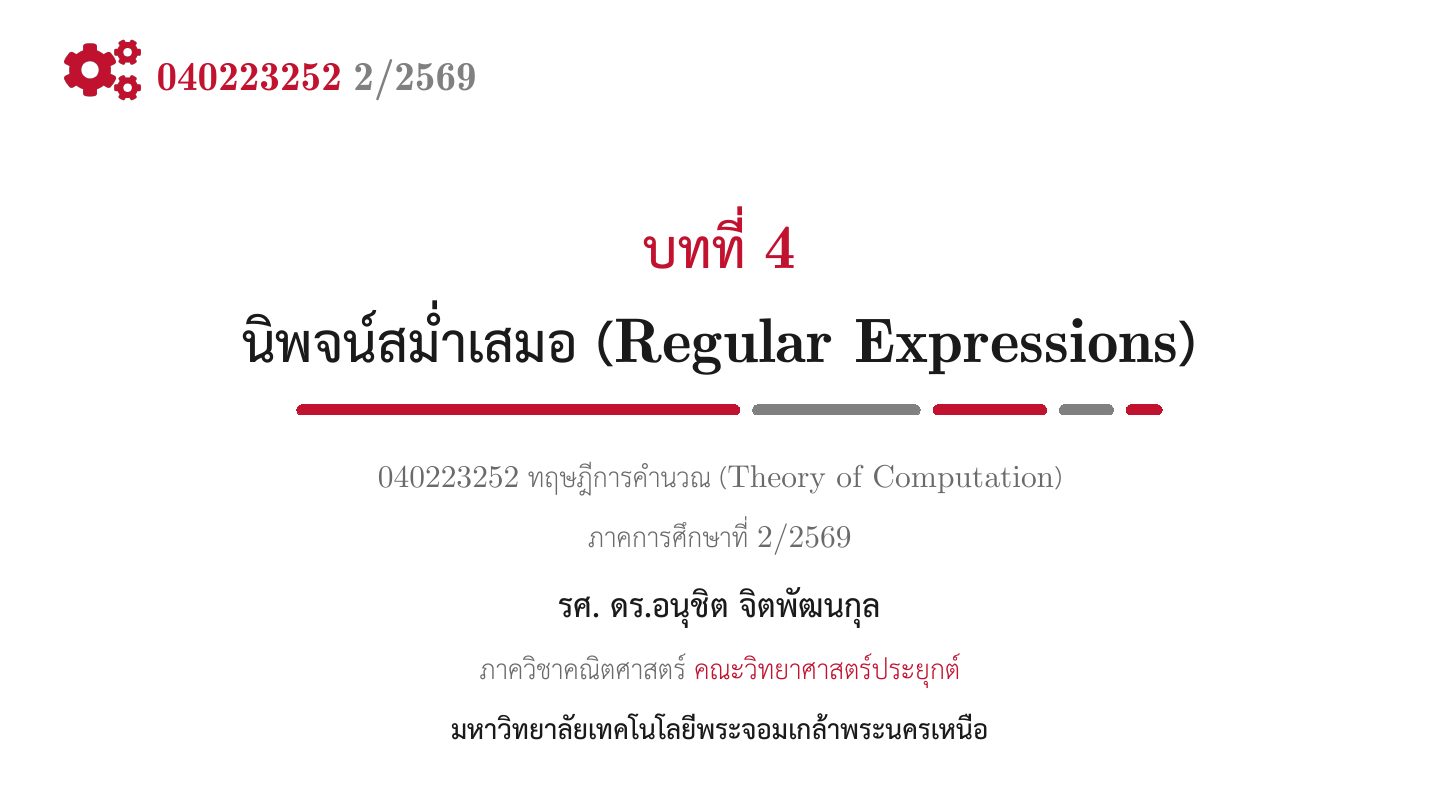 040223252 2/2569
บทที่ 4
นิพจน์สม่ำเสมอ (Regular Expressions)
040223252 ทฤษฎีการคำนวณ (Theory of Computation)
ภาคการศึกษาที่ 2/2569
รศ. ดร.อนุชิต จิตพัฒนกุล
ภาควิชาคณิตศาสตร์ คณะวิทยาศาสตร์ประยุกต์
มหาวิทยาลัยเทคโนโลยีพระจอมเกล้าพระนครเหนือ